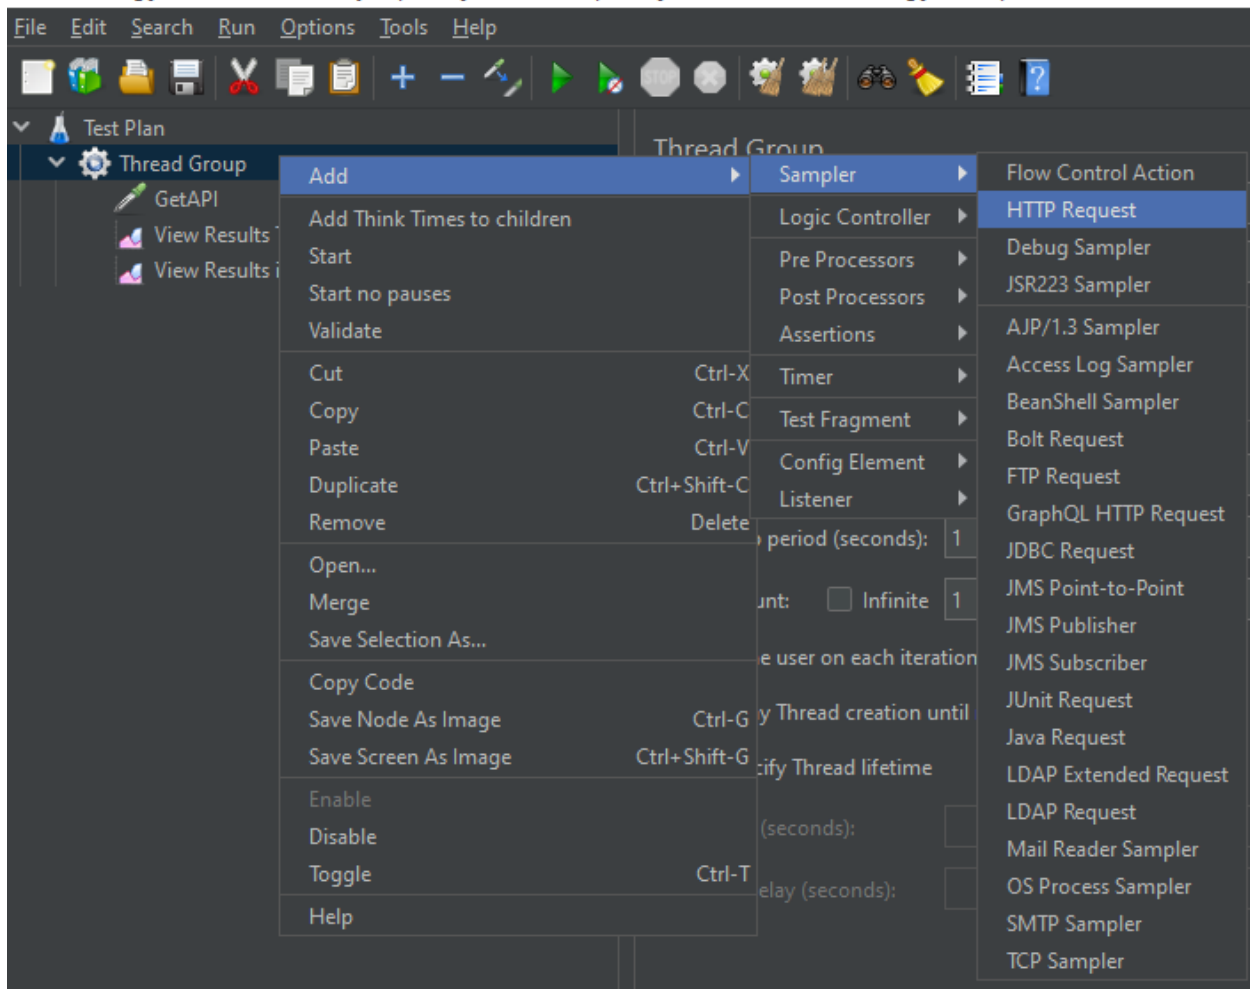 File Edit Search Run Options Tools Help
STOP
Test Plan
Thread Group
GetAPI
View Results
View Results i
Thread Group
Add
Add Think Times to children
Start
Start no pauses
Validate
Cut Ctrl-X
Copy Ctrl-C
Paste Ctrl-V
Duplicate Ctrl+Shift-C
Remove Delete
Open...
Merge
Save Selection As...
Copy Code
Save Node As Image Ctrl-G
Save Screen As Image Ctrl+Shift-G
Enable
Disable
Toggle Ctrl-T
Help
Sampler
Logic Controller
Pre Processors
Post Processors
Assertions
Timer
Test Fragment
Config Element
Listener
period (seconds): 1
unt: Infinite 1
e user on each iteration
y Thread creation until
cify Thread lifetime
(seconds):
elay (seconds):
Flow Control Action
HTTP Request
Debug Sampler
JSR223 Sampler
AJP/1.3 Sampler
Access Log Sampler
BeanShell Sampler
Bolt Request
FTP Request
GraphQL HTTP Request
JDBC Request
JMS Point-to-Point
JMS Publisher
JMS Subscriber
JUnit Request
Java Request
LDAP Extended Request
LDAP Request
Mail Reader Sampler
OS Process Sampler
SMTP Sampler
TCP Sampler